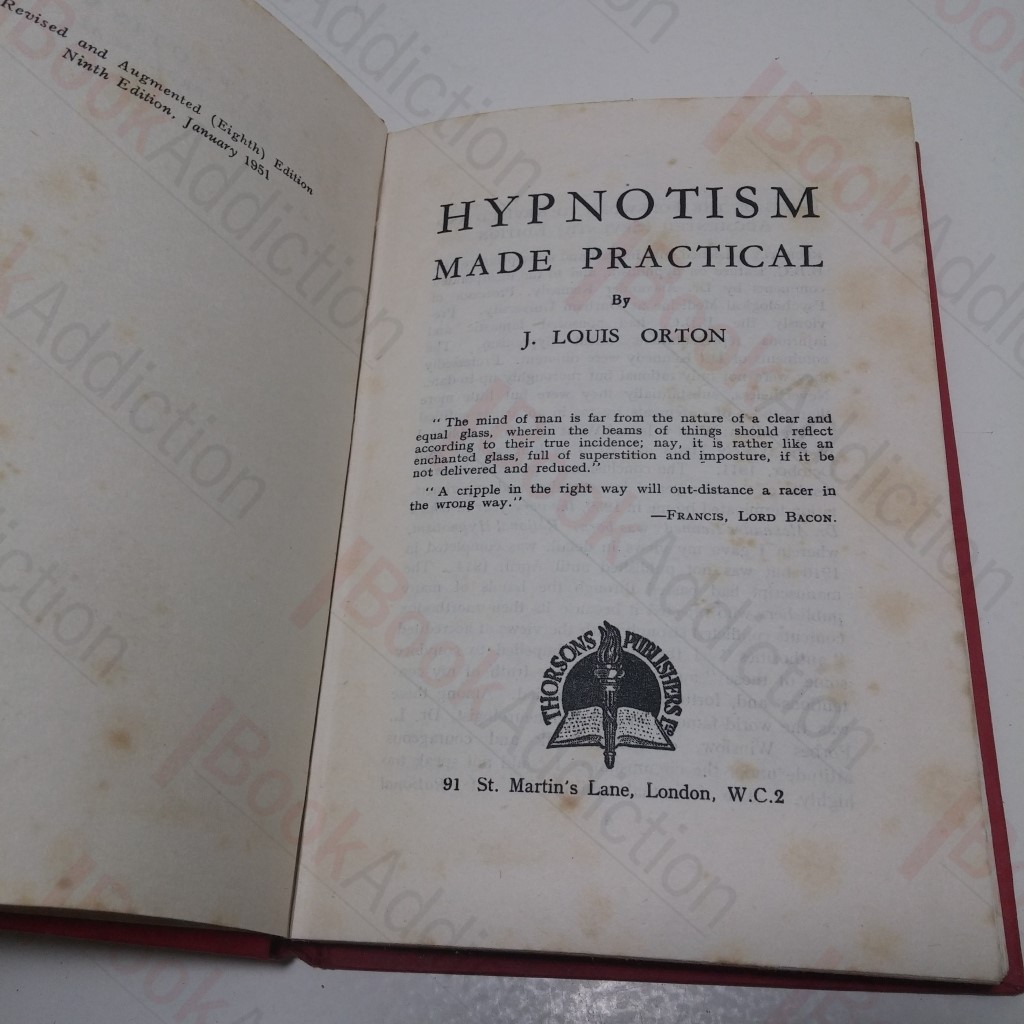 Revised and Augmented (Eighth) Edition
Ninth Edition, January 1951
HYPNOTISM
MADE PRACTICAL
By
J. LOUIS ORTON
"The mind of man is far from the nature of a clear and
equal glass, wherein the beams of things should reflect
according to their true incidence; nay, it is rather like an
enchanted glass, full of superstition and imposture, if it be
not delivered and reduced."
"A cripple in the right way will out-distance a racer in
the wrong way."
—FRANCIS, LORD BACON.
THORSONS PUBLISHERS LTD
91 St. Martin's Lane, London, W.C.2
BookAddiction